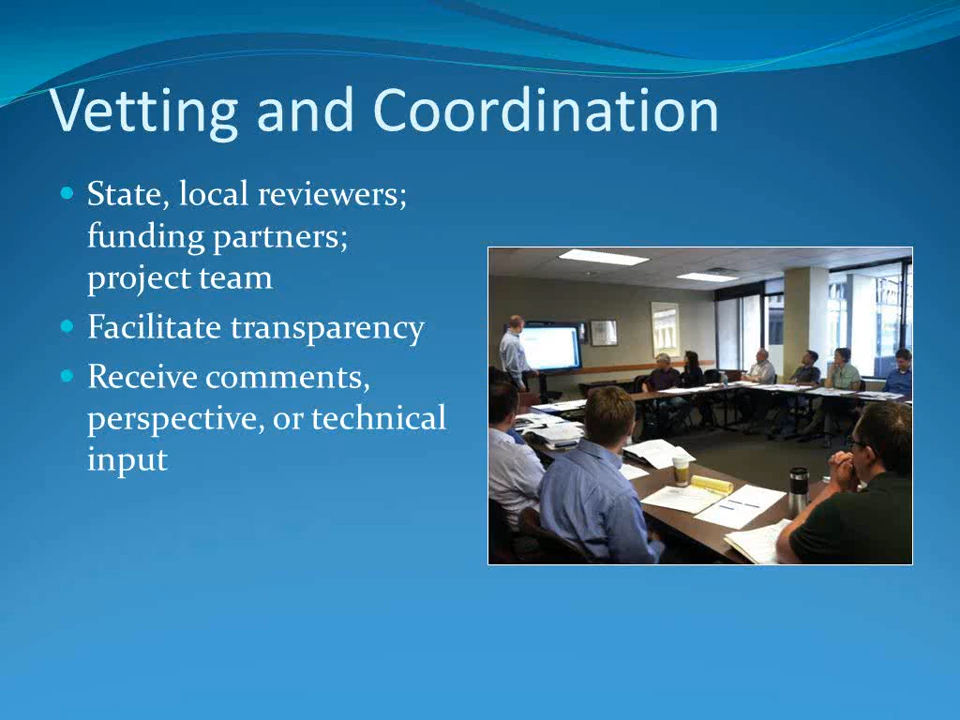 Vetting and Coordination
State, local reviewers;
funding partners;
project team
Facilitate transparency
Receive comments,
perspective, or technical
input